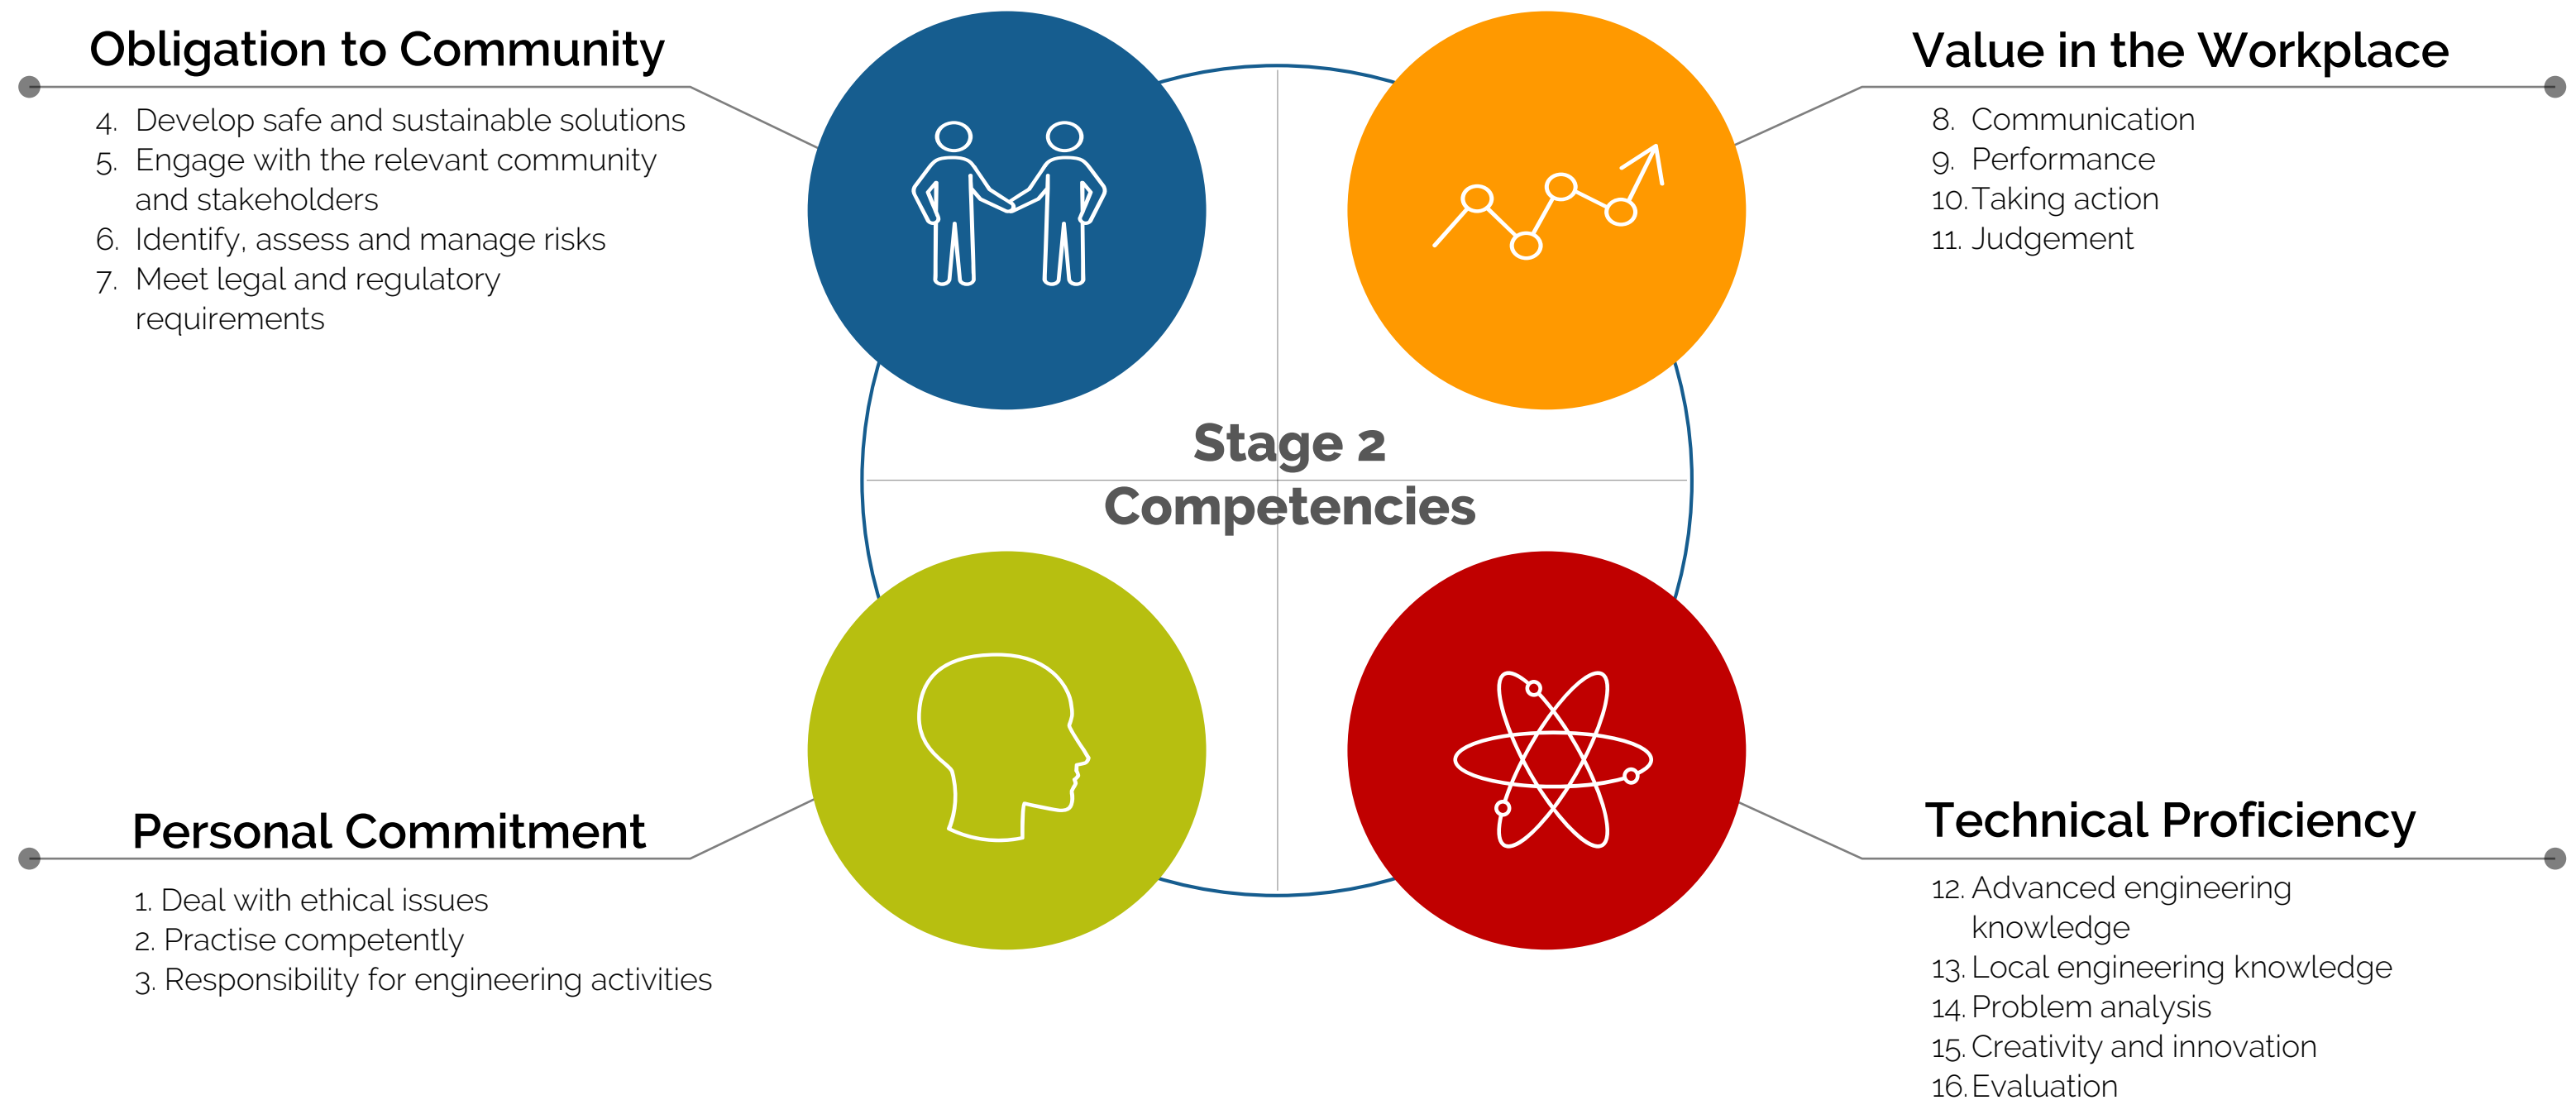 Obligation to Community
4. Develop safe and sustainable solutions
5. Engage with the relevant community
and stakeholders
6. Identify, assess and manage risks
7. Meet legal and regulatory
requirements
Value in the Workplace
8. Communication
9. Performance
10. Taking action
11. Judgement
Stage 2
Competencies
Personal Commitment
1. Deal with ethical issues
2. Practise competently
3. Responsibility for engineering activities
Technical Proficiency
12. Advanced engineering
knowledge
13. Local engineering knowledge
14. Problem analysis
15. Creativity and innovation
16. Evaluation